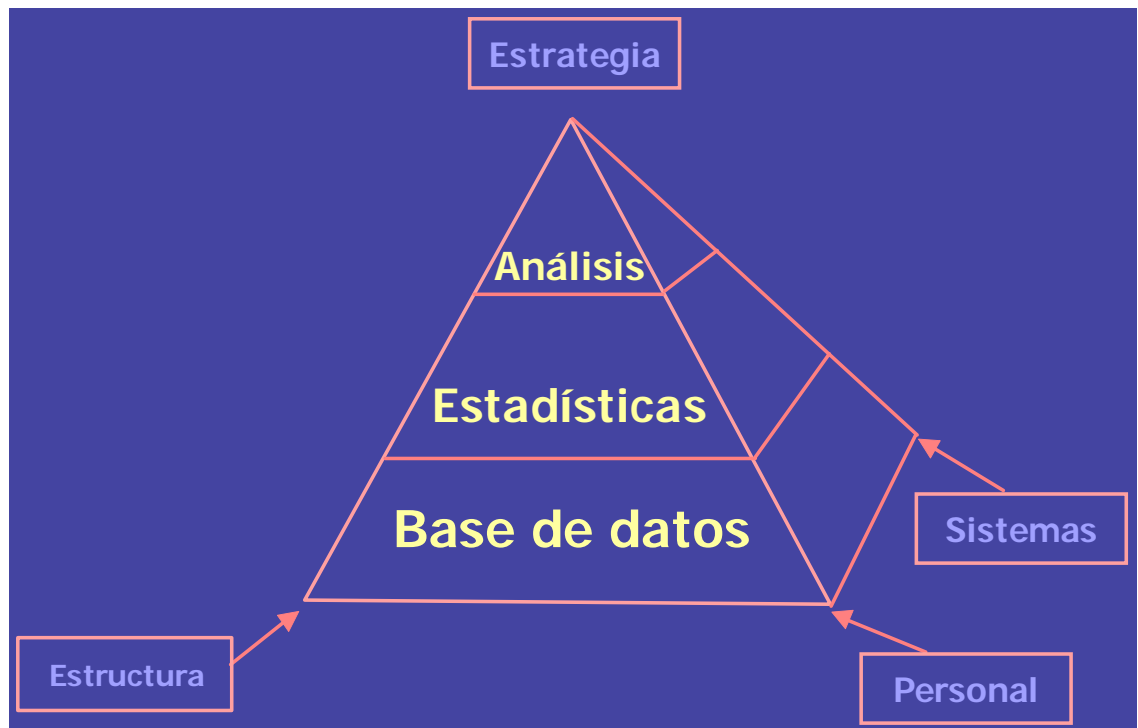 Estrategia
Análisis
Estadísticas
Base de datos
Sistemas
Estructura
Personal